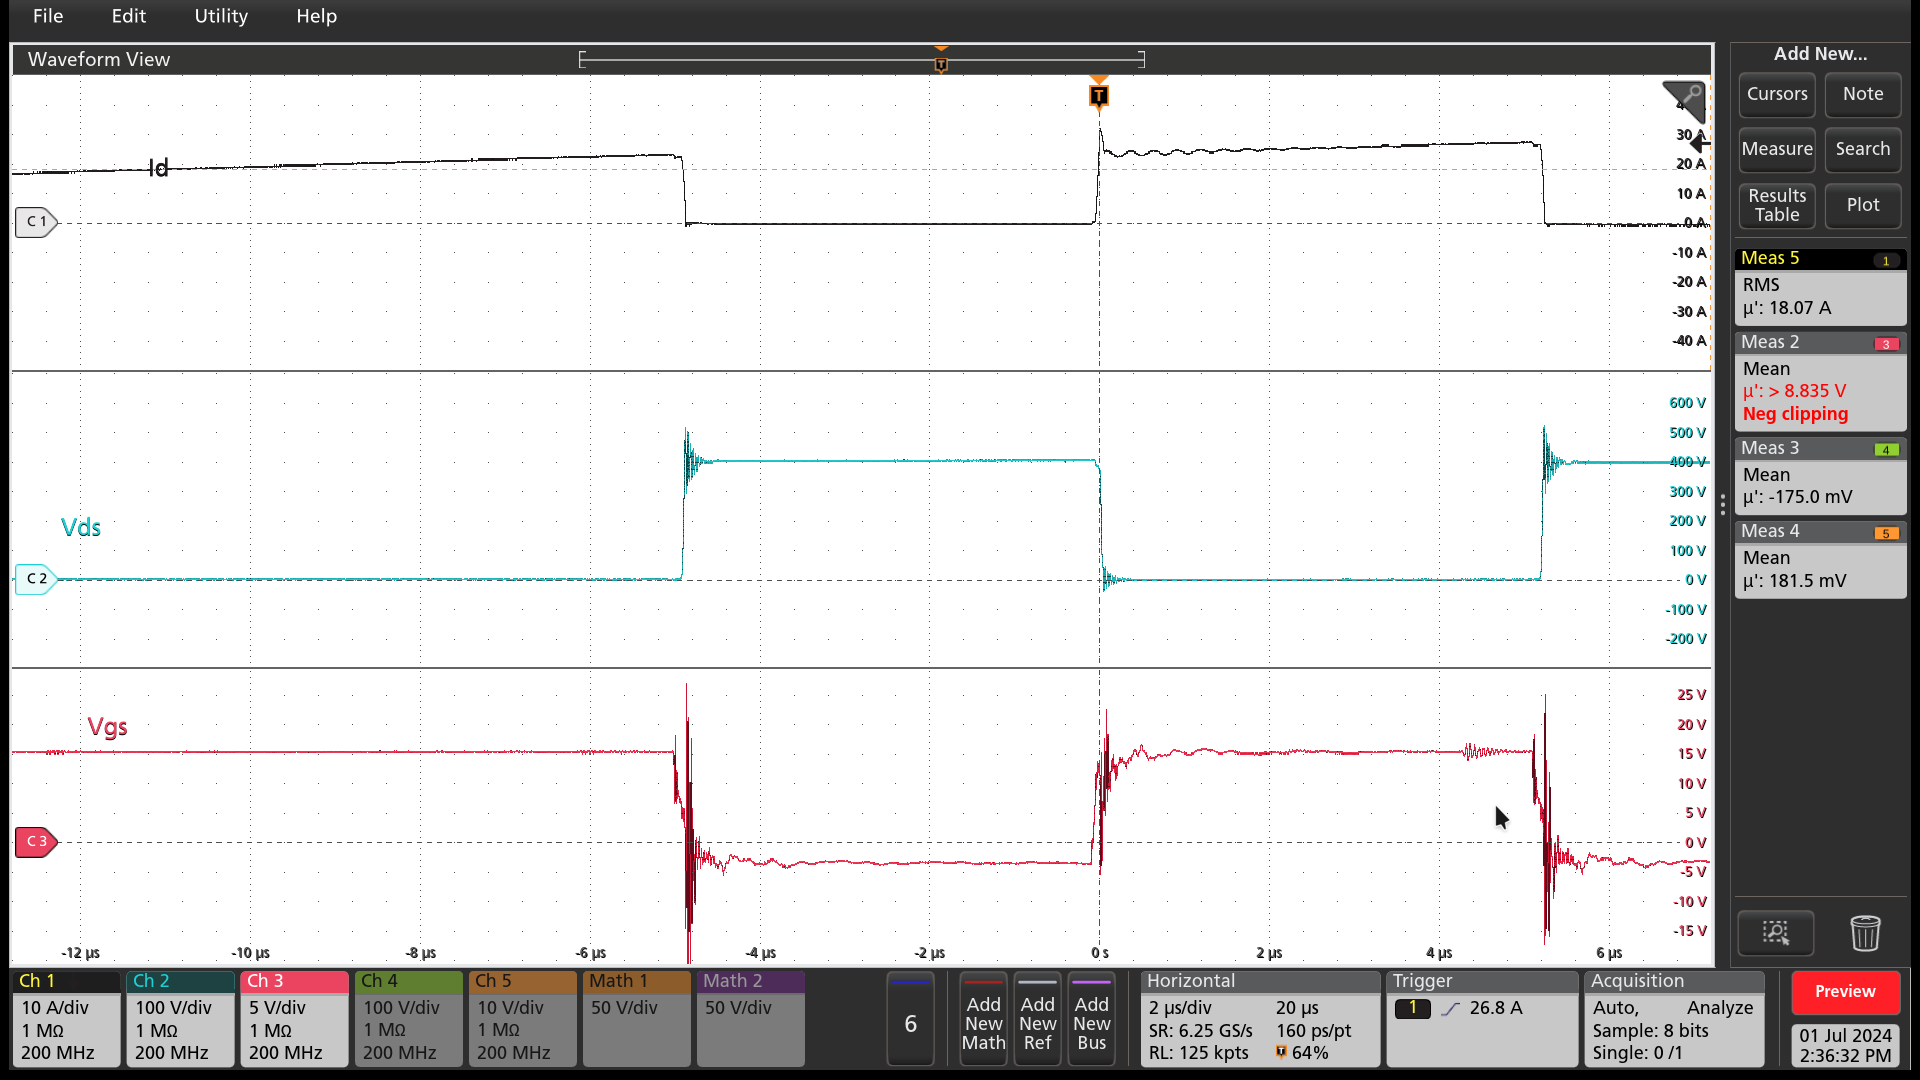 File Edit Utility Help
Waveform View
Add New...
Cursors Note
Measure Search
Results Table Plot
T
T
Id
C 1
30 A
20 A
10 A
0 A
-10 A
-20 A
-30 A
-40 A
Vds
C 2
600 V
500 V
400 V
300 V
200 V
100 V
0 V
-100 V
-200 V
Vgs
C 3
25 V
20 V
15 V
10 V
5 V
0 V
-5 V
-10 V
-15 V
-12 µs -10 µs -8 µs -6 µs -4 µs -2 µs 0 s 2 µs 4 µs 6 µs
Meas 5 1
RMS
µ': 18.07 A
Meas 2 3
Mean
µ': > 8.835 V
Neg clipping
Meas 3 4
Mean
µ': -175.0 mV
Meas 4 5
Mean
µ': 181.5 mV
Ch 1
10 A/div
1 MΩ
200 MHz
Ch 2
100 V/div
1 MΩ
200 MHz
Ch 3
5 V/div
1 MΩ
200 MHz
Ch 4
100 V/div
1 MΩ
200 MHz
Ch 5
10 V/div
1 MΩ
200 MHz
Math 1
50 V/div
Math 2
50 V/div
6
Add
New
Math
Add
New
Ref
Add
New
Bus
Horizontal
2 µs/div 20 µs
SR: 6.25 GS/s 160 ps/pt
RL: 125 kpts T 64%
Trigger
1 26.8 A
Acquisition
Auto, Analyze
Sample: 8 bits
Single: 0 /1
Preview
01 Jul 2024
2:36:32 PM